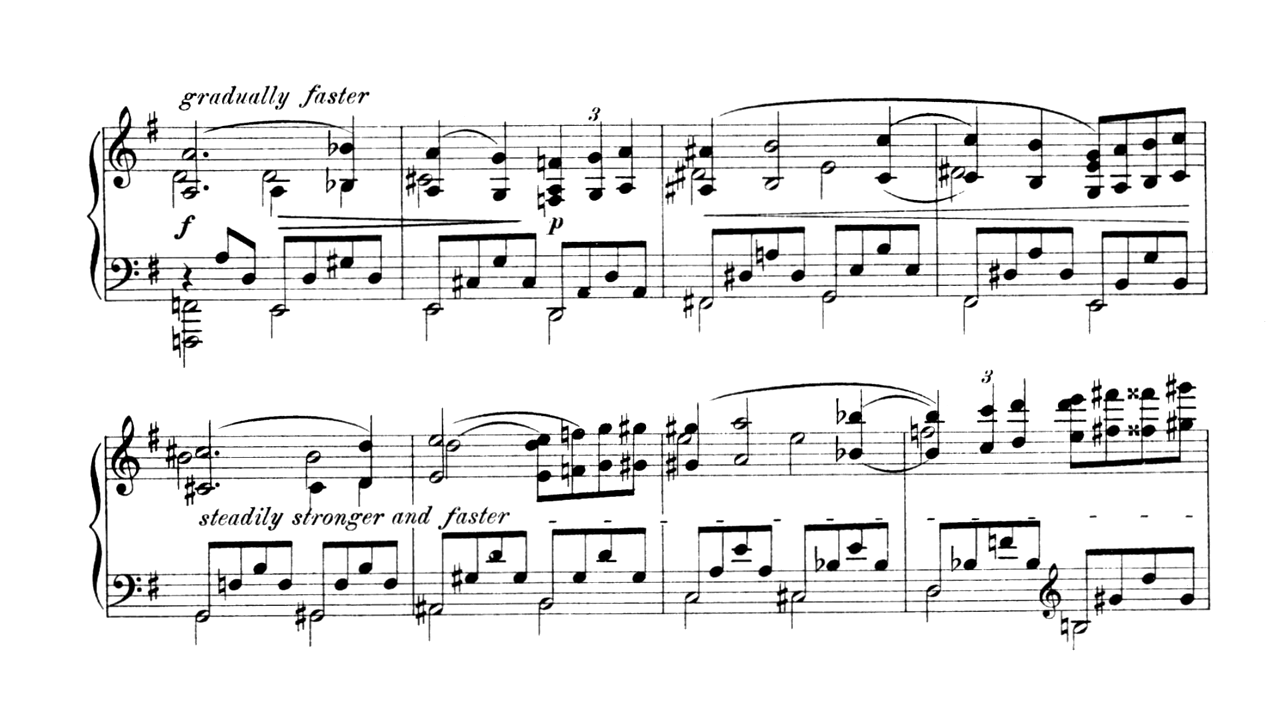 gradually faster
3
f
p
3
steadily stronger and faster - - - - - - - - - -